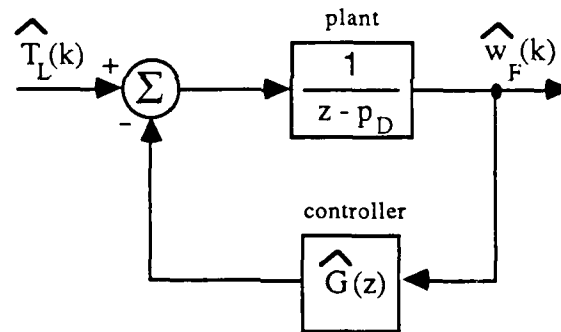 plant
T̂_L(k)
+
Σ
-
1
z - p_D
ŵ_F(k)
controller
Ĝ(z)